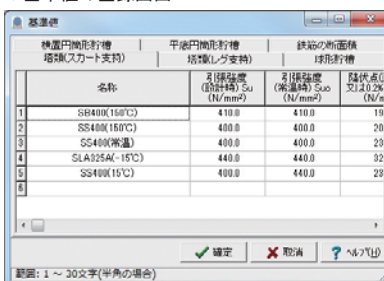 基準値
横置円筒形貯槽 平底円筒形貯槽 鉄筋の断面積
塔類(スカート支持) 塔類(レグ支持) 球形貯槽
名称 引張強度 (設計時) Su (N/mm²) 引張強度 (常温時) Suo (N/mm²) 降伏点( 又は0.2% (N/m
1 SB400(150℃) 410.0 410.0 19
2 SS400(150℃) 400.0 400.0 20
3 SS400(常温) 400.0 400.0 23
4 SLA325A(-15℃) 440.0 440.0 32
5 SS400(15℃) 400.0 440.0 23
6
確定 取消 ヘルプ(H)
範囲: 1 ～ 30文字(半角の場合)